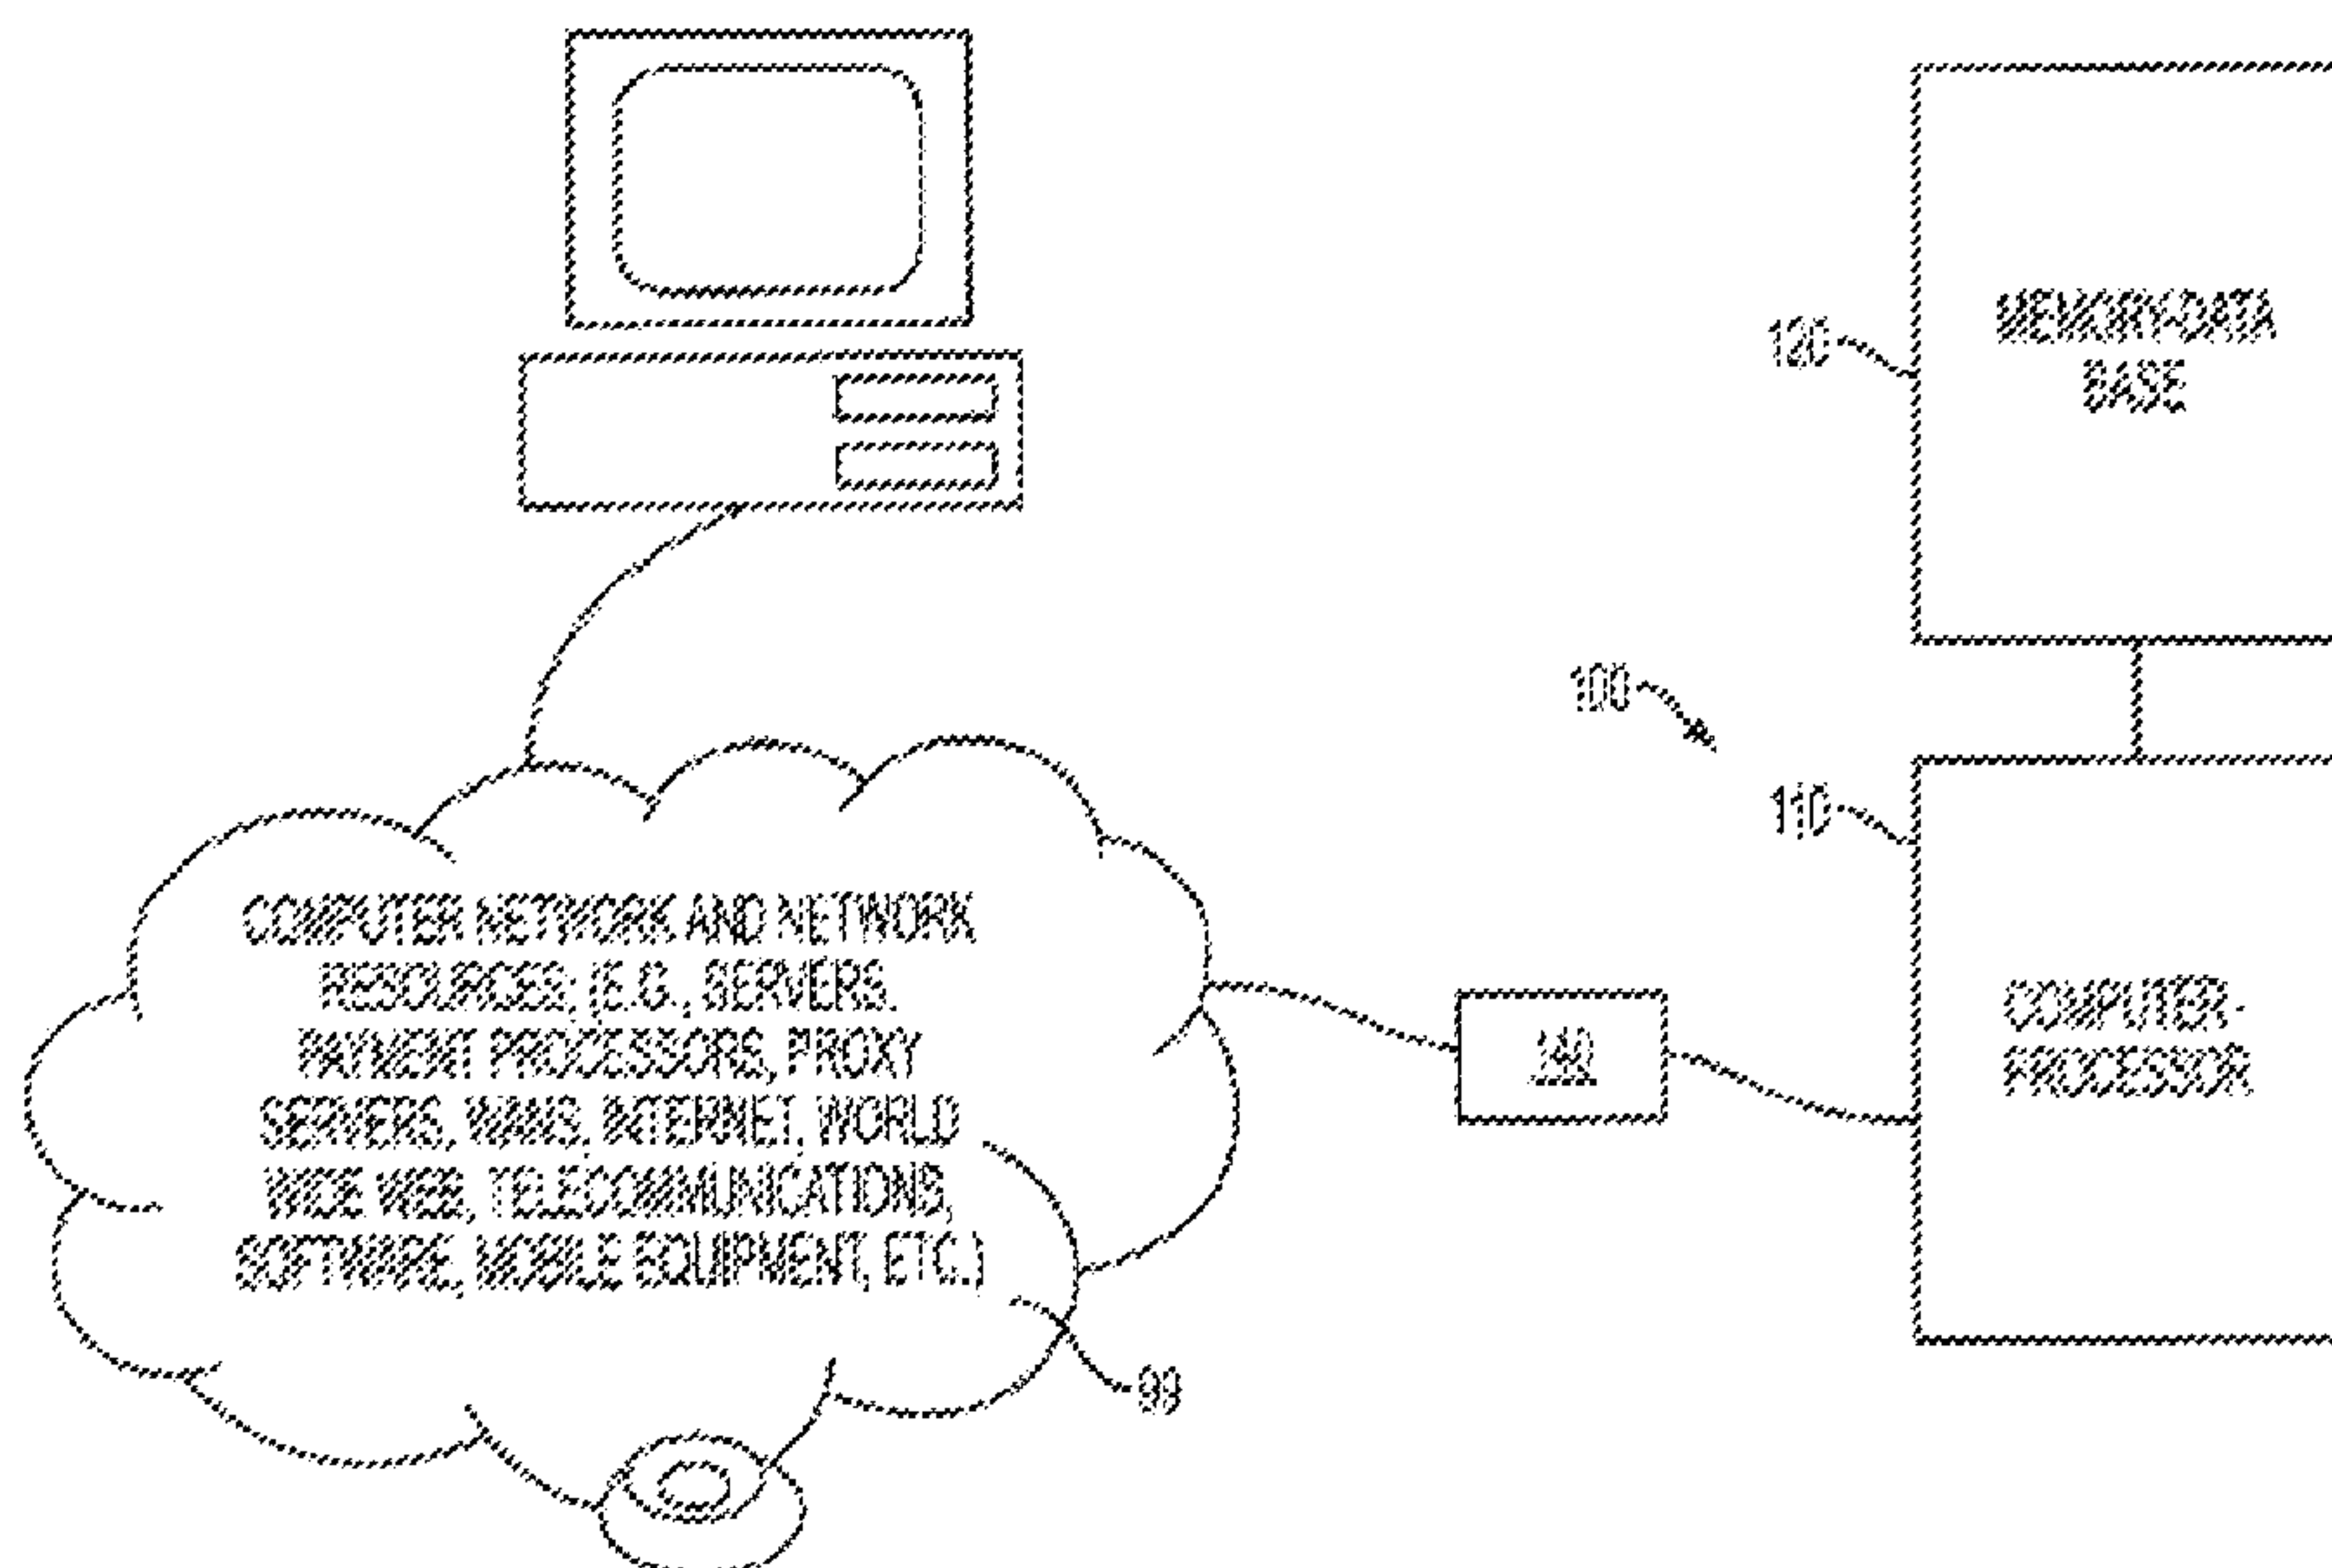 120
MEMORY-DATA
BASE
100
110
COMPUTER NETWORK AND NETWORK
RESOURCES, (E.G., SERVERS,
PAYMENT PROCESSORS, PROXY
SERVERS, WANS, INTERNET, WORLD
WIDE WEB, TELECOMMUNICATIONS,
SOFTWARE, MOBILE EQUIPMENT, ETC.)
140
COMPUTER-
PROCESSOR